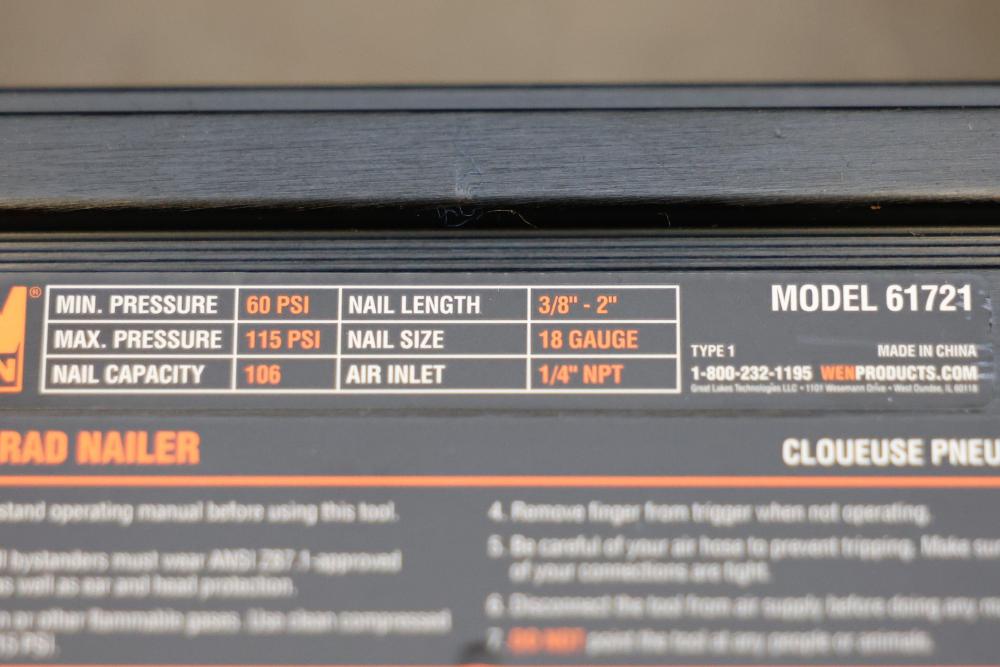 ®
MIN. PRESSURE 60 PSI NAIL LENGTH 3/8" - 2"
MAX. PRESSURE 115 PSI NAIL SIZE 18 GAUGE
NAIL CAPACITY 106 AIR INLET 1/4" NPT
MODEL 61721
TYPE 1 MADE IN CHINA
1-800-232-1195 WENPRODUCTS.COM
Great Lakes Technologies LLC • 1101 Wesemann Drive • West Dundee, IL 60118
RAD NAILER
CLOUEUSE PNEU
stand operating manual before using this tool.
bystanders must wear ANSI Z87.1-approved
as well as ear and head protection.
or other flammable gases. Use clean compressed
PSI.
4. Remove finger from trigger when not operating.
5. Be careful of your air hose to prevent tripping. Make su
of your connections are tight.
6. Disconnect the tool from air supply before doing any
7. DO NOT point the tool at any people or animals.